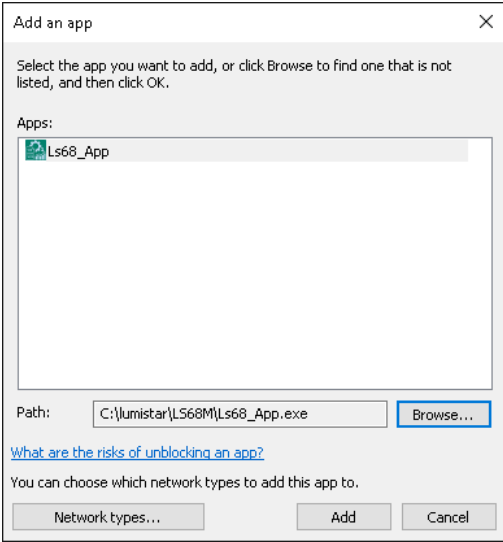 Add an app
Select the app you want to add, or click Browse to find one that is not
listed, and then click OK.
Apps:
Ls68_App
Path:
C:\lumistar\LS68M\Ls68_App.exe
Browse...
What are the risks of unblocking an app?
You can choose which network types to add this app to.
Network types...
Add
Cancel